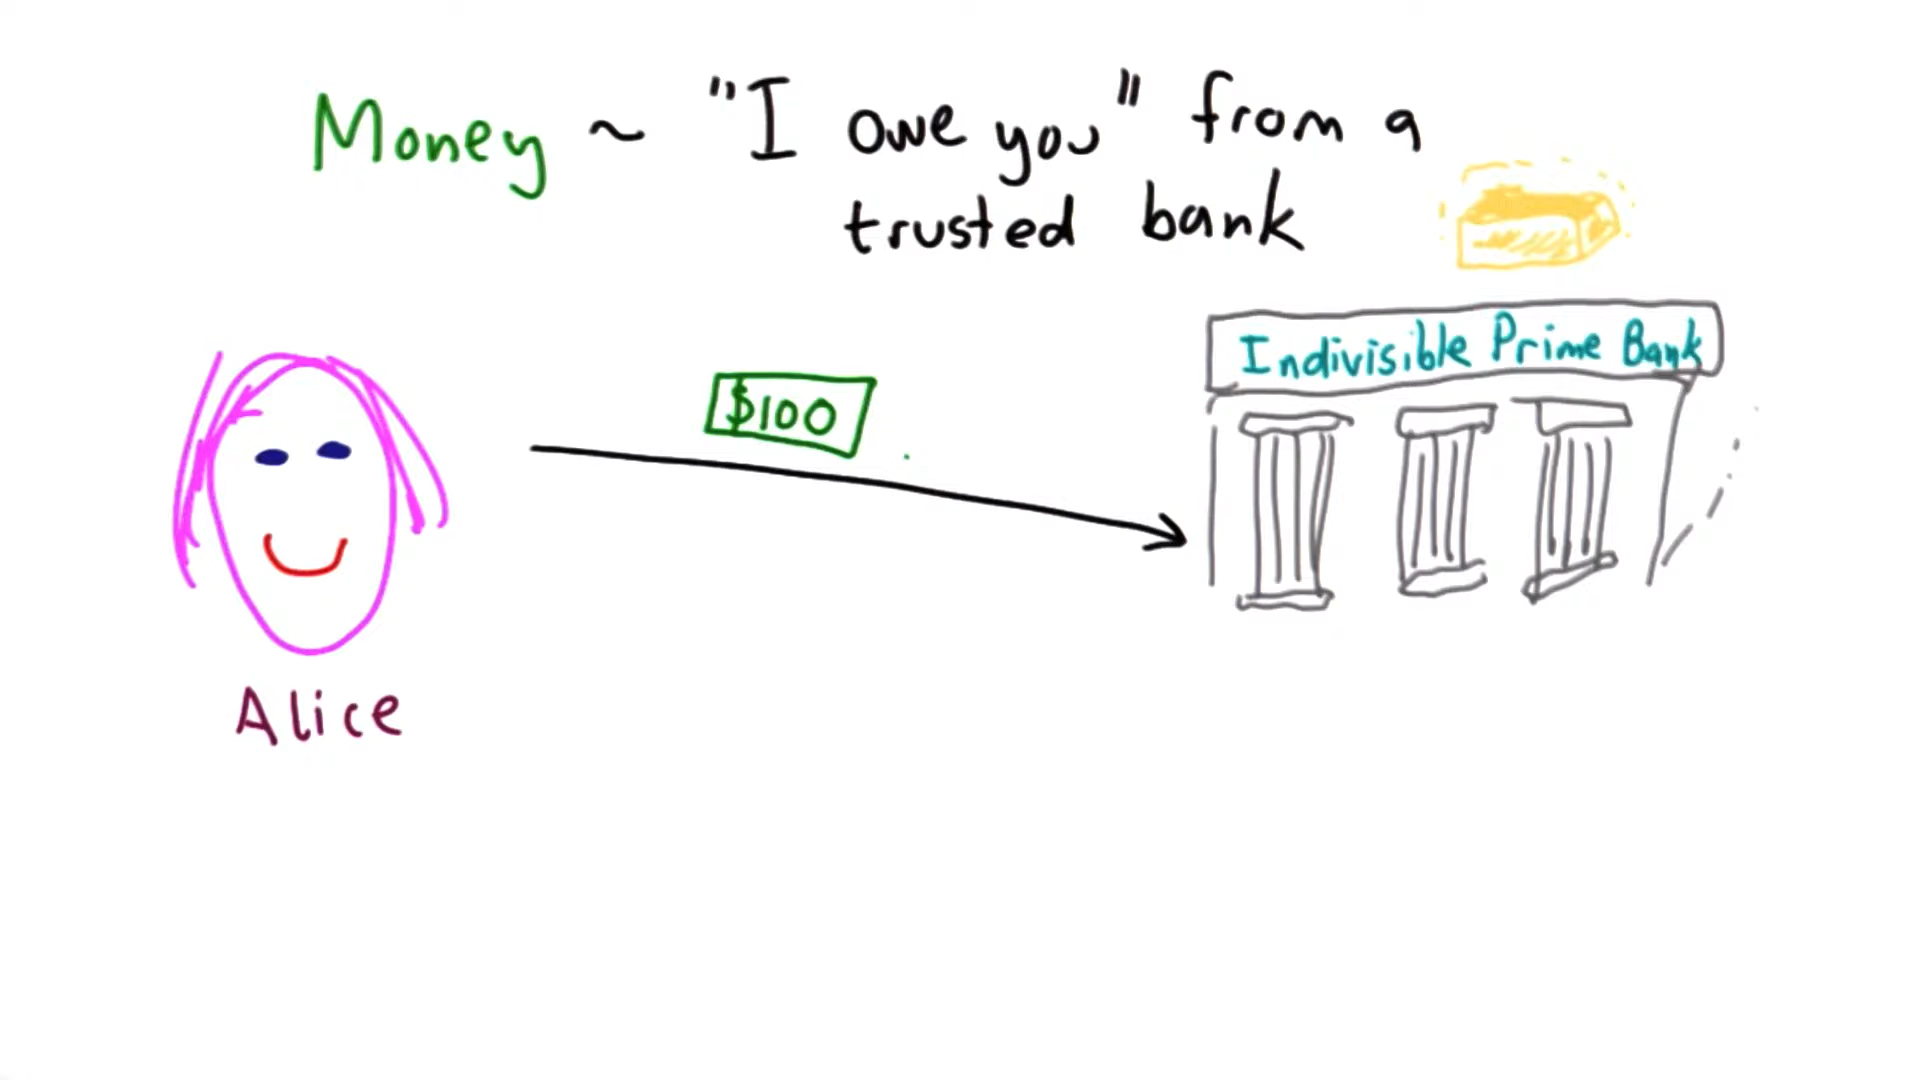 Money ~ "I owe you" from a
trusted bank
Indivisible Prime Bank
$100
Alice